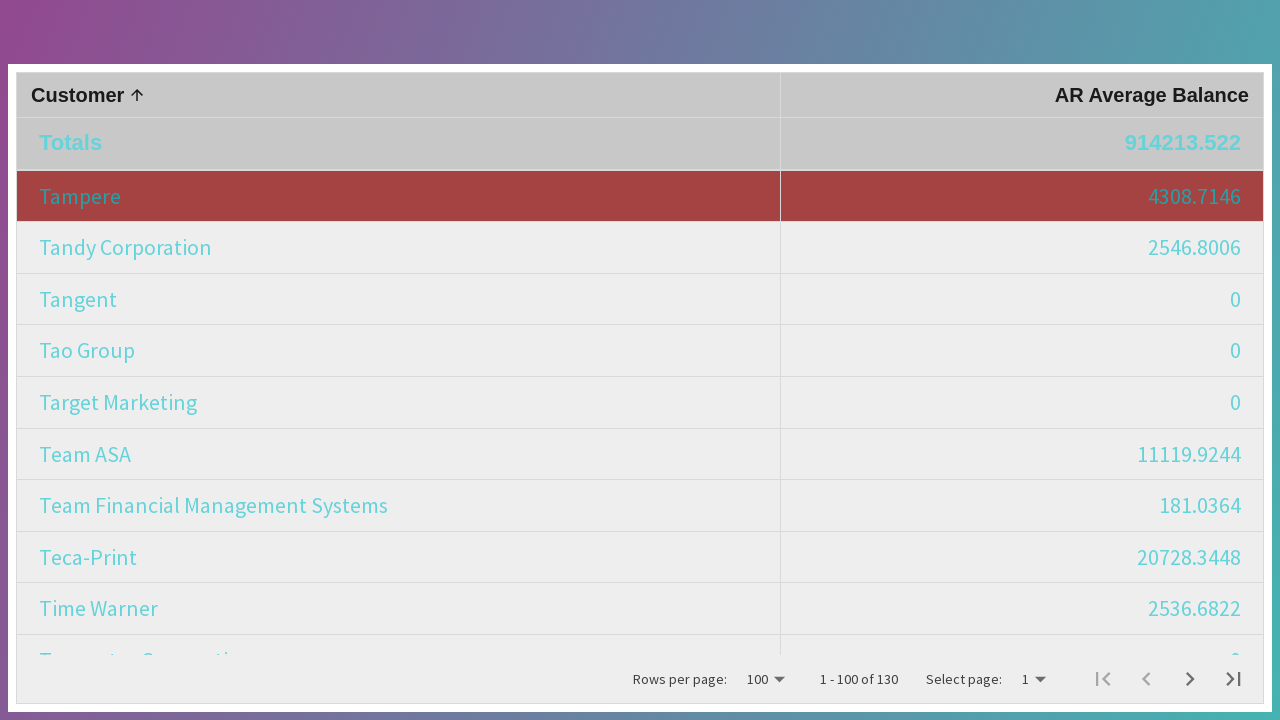 Customer AR Average Balance
Totals 914213.522
Tampere 4308.7146
Tandy Corporation 2546.8006
Tangent 0
Tao Group 0
Target Marketing 0
Team ASA 11119.9244
Team Financial Management Systems 181.0364
Teca-Print 20728.3448
Time Warner 2536.6822
Rows per page: 100 1 - 100 of 130 Select page: 1